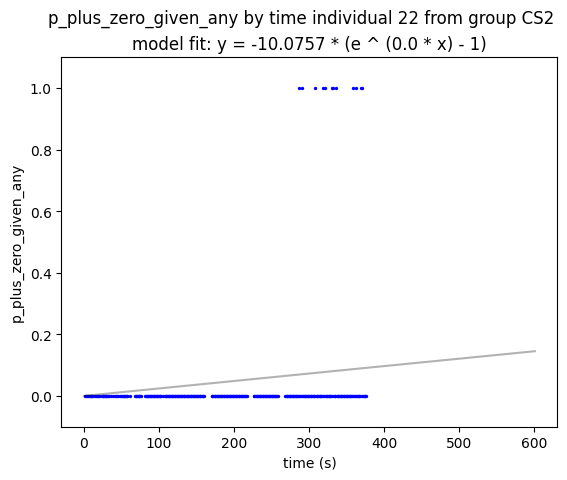 p_plus_zero_given_any by time individual 22 from group CS2
model fit: y = -10.0757 * (e ^ (0.0 * x) - 1)
1.0
0.8
0.6
0.4
0.2
0.0
p_plus_zero_given_any
0 100 200 300 400 500 600
time (s)